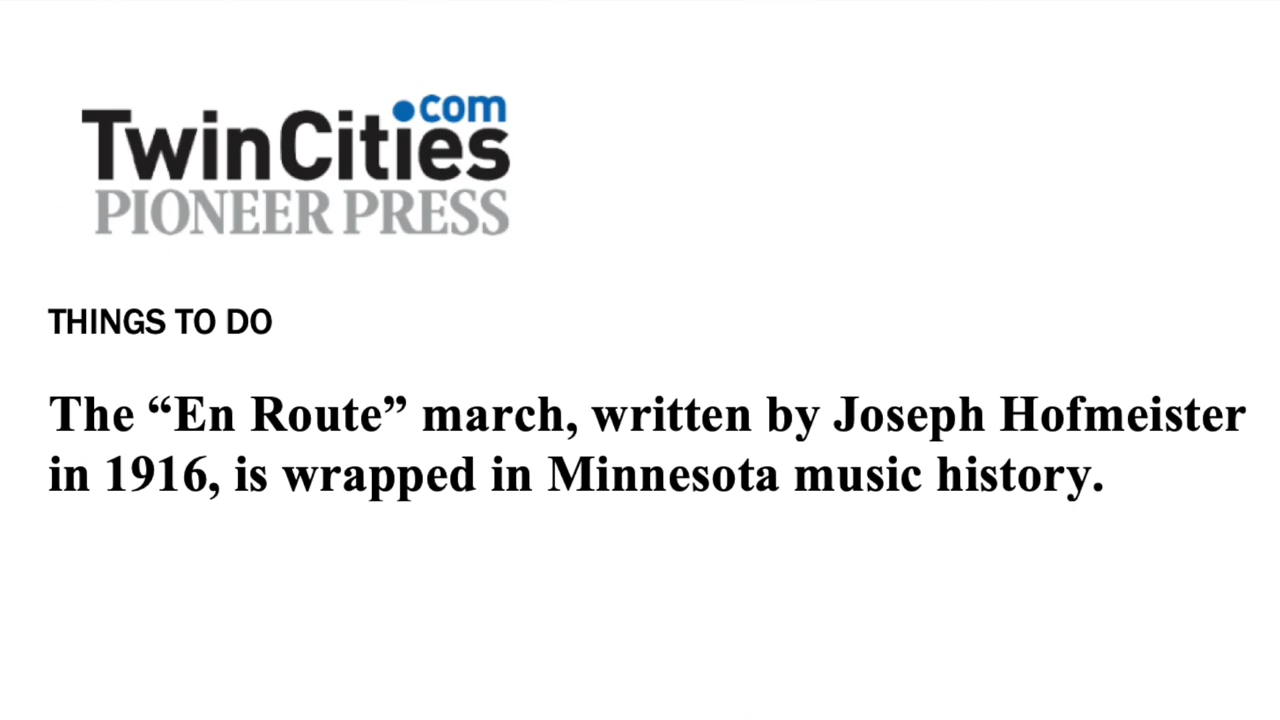 .com
TwinCities
PIONEER PRESS
THINGS TO DO
The “En Route” march, written by Joseph Hofmeister
in 1916, is wrapped in Minnesota music history.